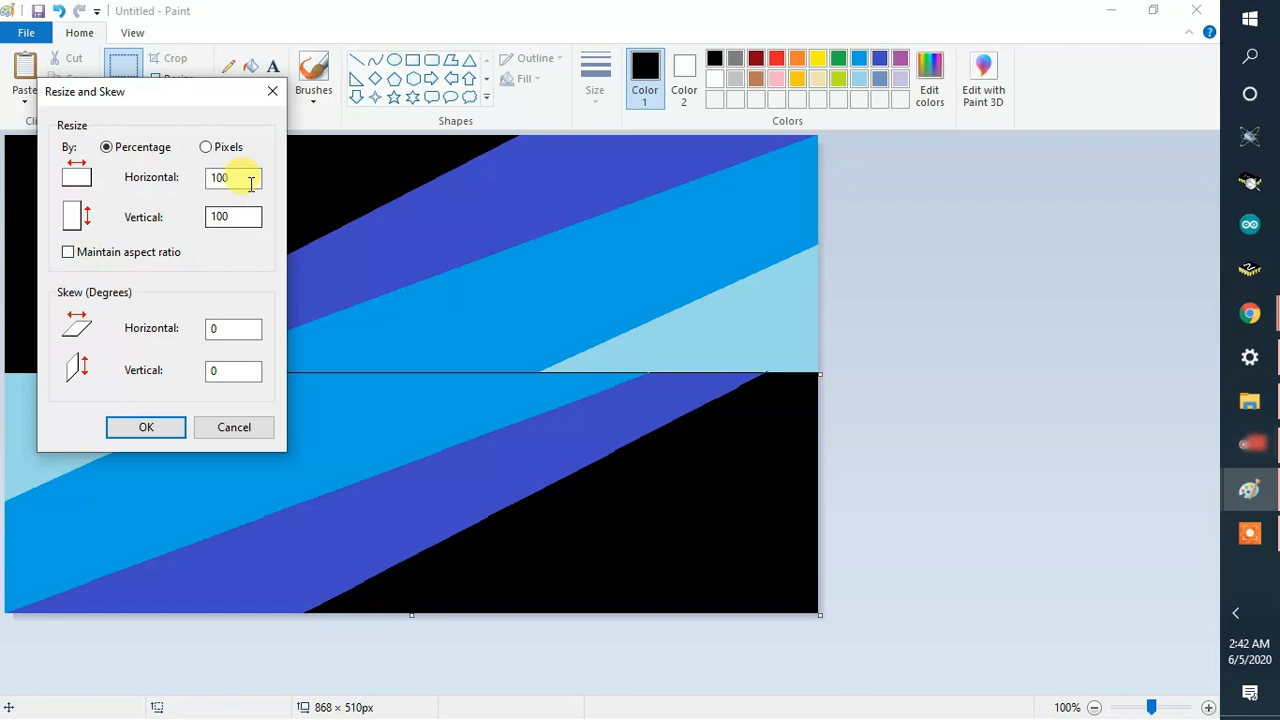 Untitled - Paint
File
Home
View
Paste
Cut
Crop
Brushes
Shapes
Outline
Fill
Size
Color 1
Color 2
Colors
Edit colors
Edit with Paint 3D
Resize and Skew
Resize
By:
Percentage
Pixels
Horizontal:
100
Vertical:
100
Maintain aspect ratio
Skew (Degrees)
Horizontal:
0
Vertical:
0
OK
Cancel
868 × 510px
100%
2:42 AM
6/5/2020